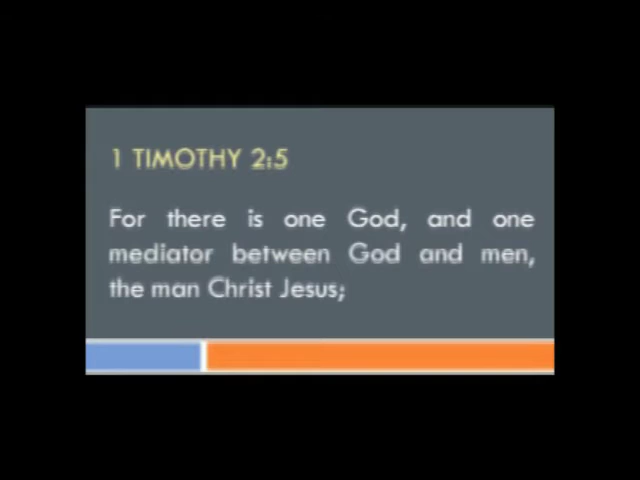 1 TIMOTHY 2:5
For there is one God, and one
mediator between God and men,
the man Christ Jesus;